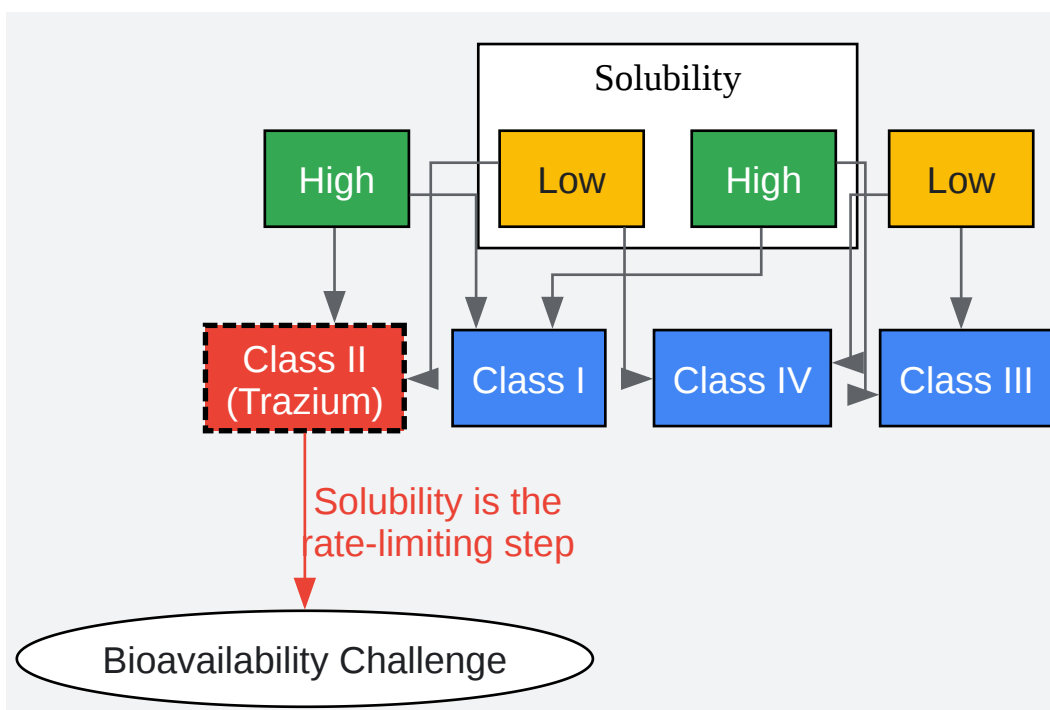 Solubility
High
Low
High
Low
Class II
(Trazium)
Class I
Class IV
Class III
Solubility is the
rate-limiting step
Bioavailability Challenge